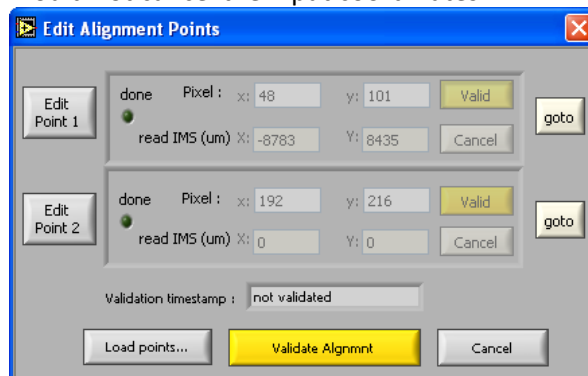 Edit Alignment Points
Edit
Point 1
done Pixel : x: 48 y: 101 Valid
read IMS (um) X: -8783 Y: 8435 Cancel
goto
Edit
Point 2
done Pixel : x: 192 y: 216 Valid
read IMS (um) X: 0 Y: 0 Cancel
goto
Validation timestamp : not validated
Load points... Validate Algnmnt Cancel